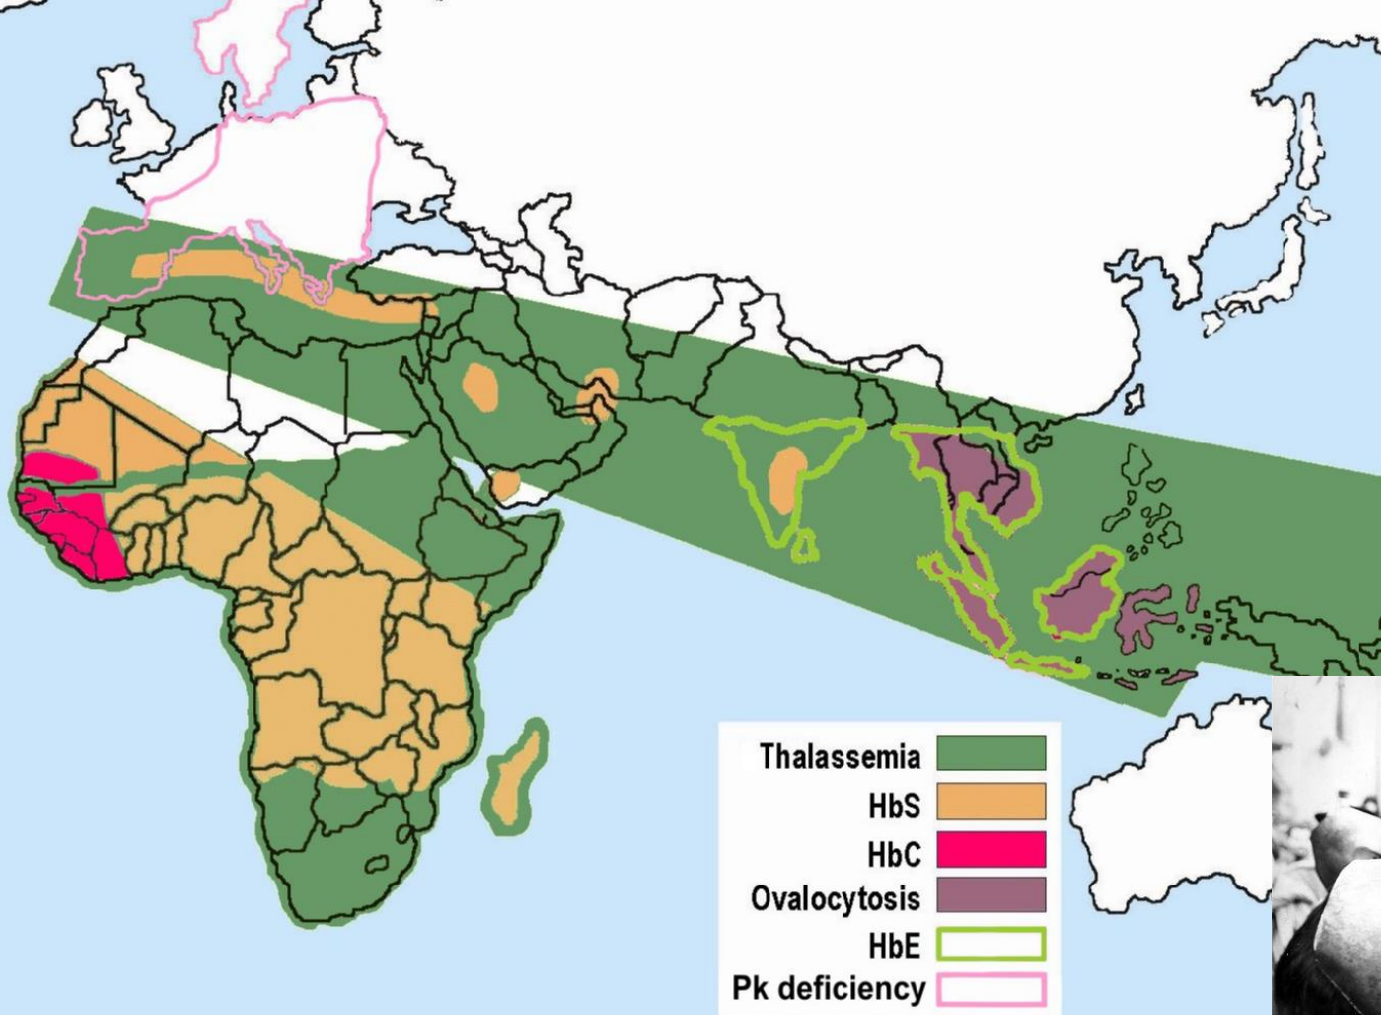 Thalassemia
HbS
HbC
Ovalocytosis
HbE
Pk deficiency